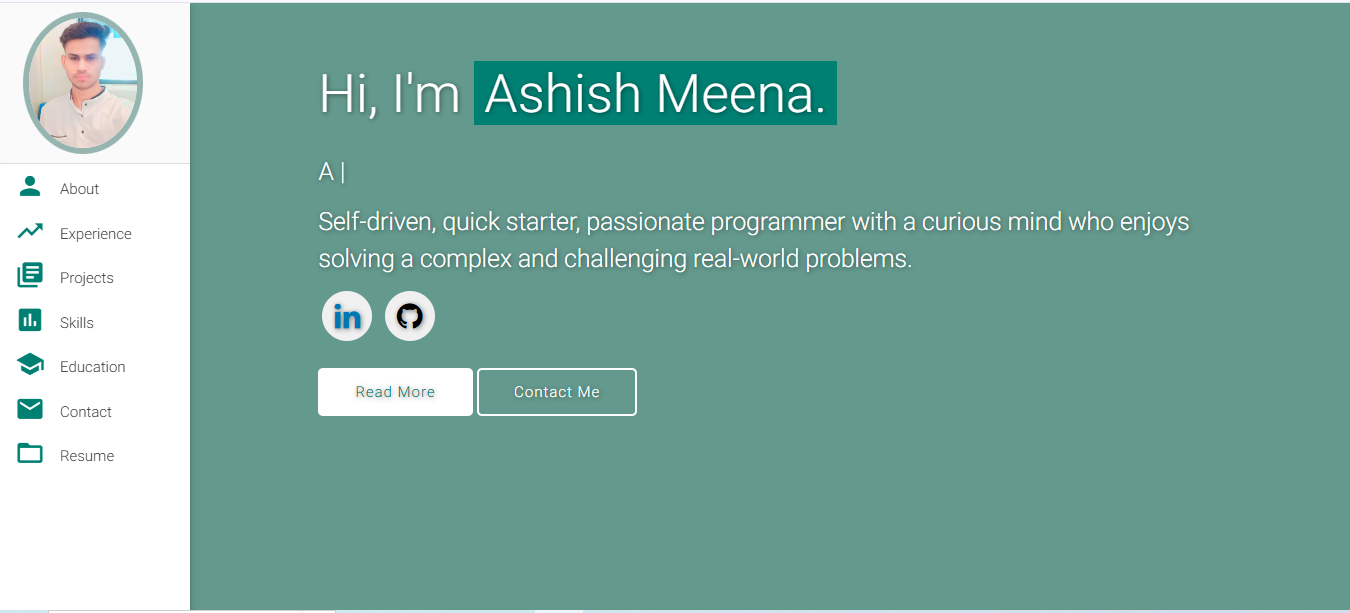 About
Experience
Projects
Skills
Education
Contact
Resume
Hi, I'm Ashish Meena.
A |
Self-driven, quick starter, passionate programmer with a curious mind who enjoys
solving a complex and challenging real-world problems.
in
Read More Contact Me